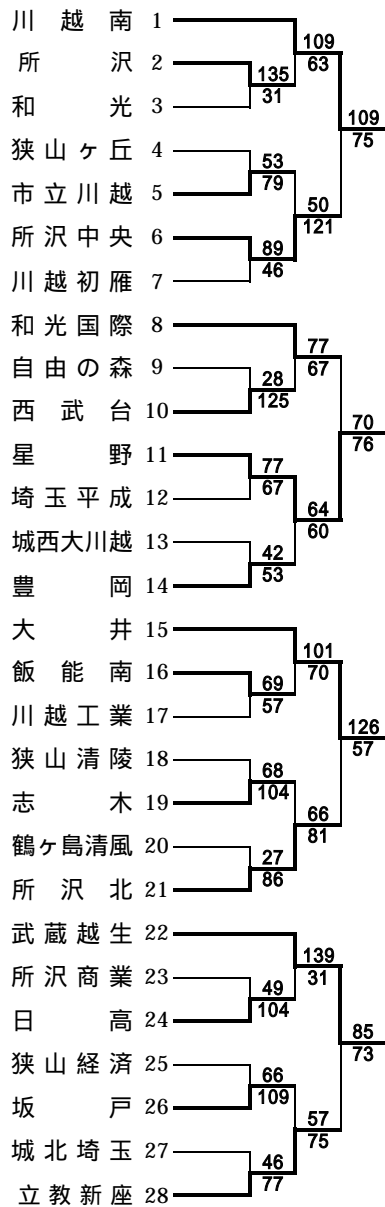 川越南 1
109
63
所沢 2
135
31
和光 3
109
75
狭山ヶ丘 4
53
79
市立川越 5
50
121
所沢中央 6
89
46
川越初雁 7
和光国際 8
77
67
自由の森 9
28
125
西武台 10
70
76
星野 11
77
67
埼玉平成 12
64
60
城西大川越 13
42
53
豊岡 14
大井 15
101
70
飯能南 16
69
57
川越工業 17
126
57
狭山清陵 18
68
104
志木 19
66
81
鶴ヶ島清風 20
27
86
所沢北 21
武蔵越生 22
139
31
所沢商業 23
49
104
日高 24
85
73
狭山経済 25
66
109
坂戸 26
57
75
城北埼玉 27
46
77
立教新座 28